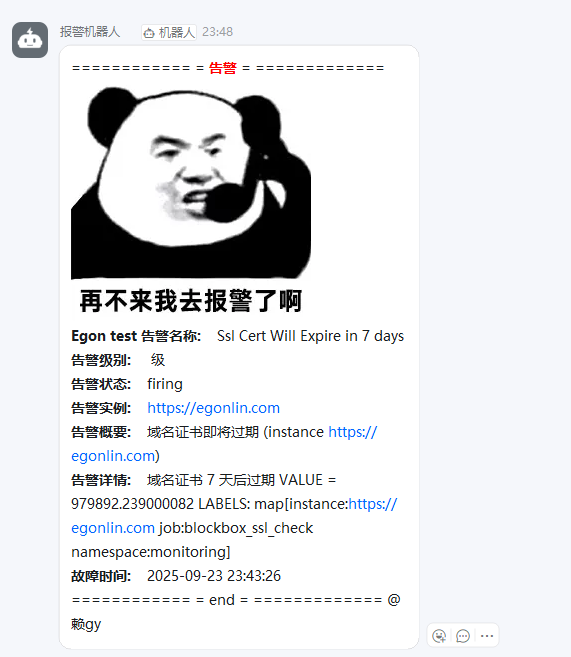 报警机器人 机器人 23:48
============ = 告警 = =============
再不来我去报警了啊
Egon test 告警名称: Ssl Cert Will Expire in 7 days
告警级别: 级
告警状态: firing
告警实例: https://egonlin.com
告警概要: 域名证书即将过期 (instance https://
egonlin.com)
告警详情: 域名证书 7 天后过期 VALUE =
979892.239000082 LABELS: map[instance:https://
egonlin.com job:blockbox_ssl_check
namespace:monitoring]
故障时间: 2025-09-23 23:43:26
============ = end = ============= @
赖gy